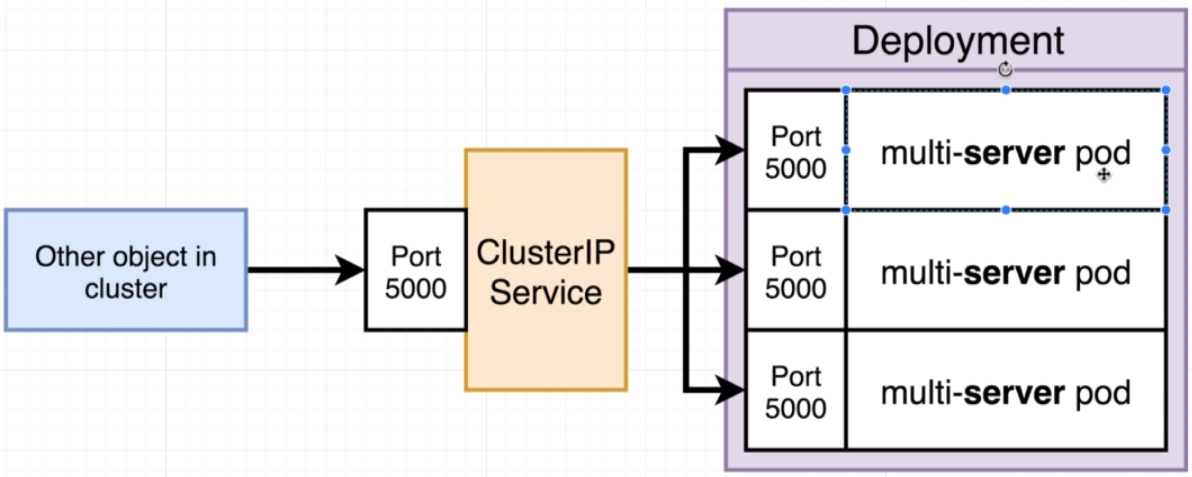 Deployment
Port
5000
multi-server pod
Other object in
cluster
Port
5000
ClusterIP
Service
Port
5000
multi-server pod
Port
5000
multi-server pod